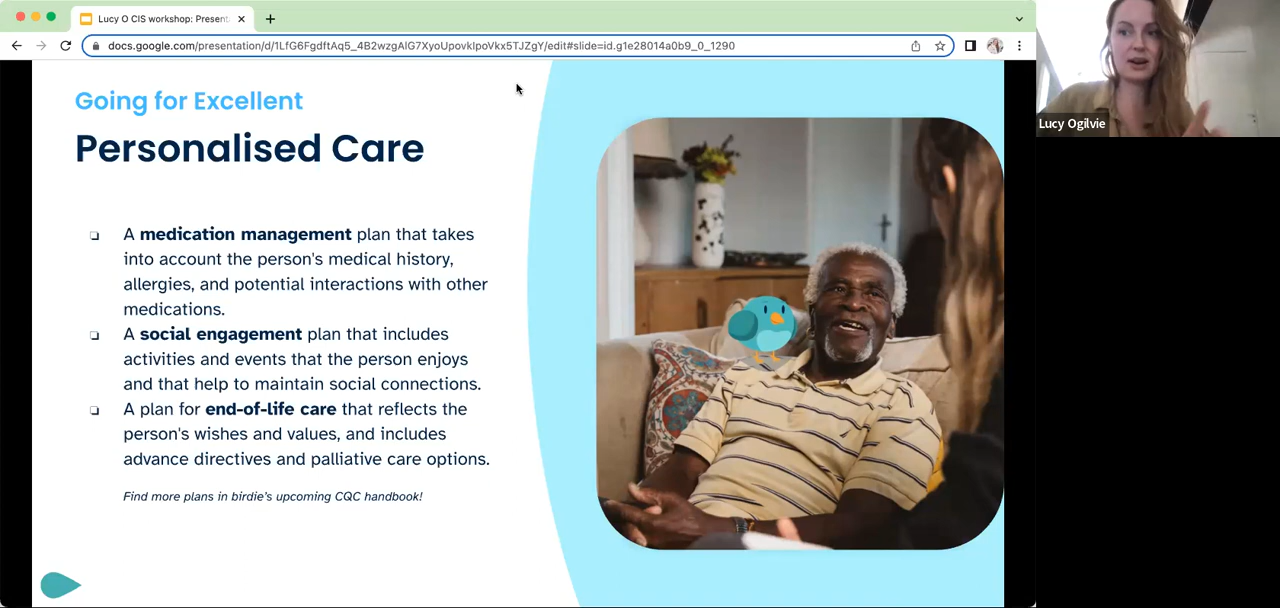 Lucy O CIS workshop: Present
docs.google.com/presentation/d/1LfG6FgdftAq5_4B2wzgAlG7XyoUpovklpoVkx5TJZgY/edit#slide=id.g1e28014a0b9_0_1290
Lucy Ogilvie
Going for Excellent
Personalised Care
A medication management plan that takes
into account the person's medical history,
allergies, and potential interactions with other
medications.
A social engagement plan that includes
activities and events that the person enjoys
and that help to maintain social connections.
A plan for end-of-life care that reflects the
person's wishes and values, and includes
advance directives and palliative care options.
Find more plans in birdie's upcoming CQC handbook!